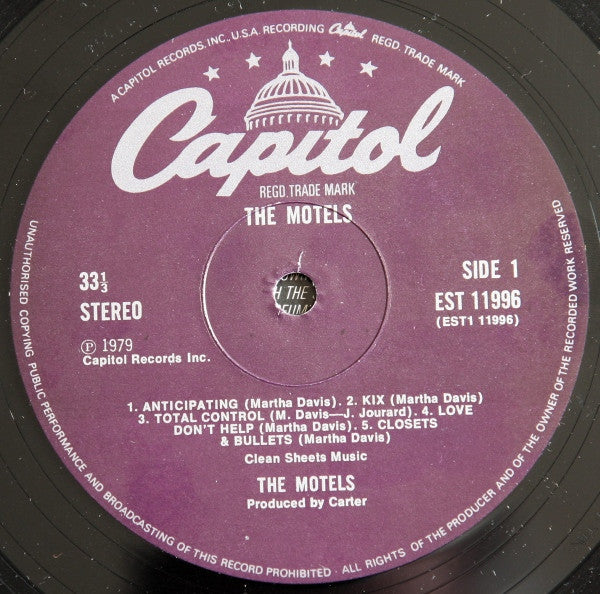 A CAPITOL RECORDS, INC., U.S.A. RECORDING Capitol REGD. TRADE MARK
Capitol
REGD. TRADE MARK
THE MOTELS
33⅓
STEREO
SIDE 1
EST 11996
(EST1 11996)
Ⓟ 1979
Capitol Records Inc.
1. ANTICIPATING (Martha Davis). 2. KIX (Martha Davis)
3. TOTAL CONTROL (M. Davis—J. Jourard). 4. LOVE
DON'T HELP (Martha Davis). 5. CLOSETS
& BULLETS (Martha Davis)
Clean Sheets Music
THE MOTELS
Produced by Carter
UNAUTHORISED COPYING PUBLIC PERFORMANCE AND BROADCASTING OF THIS RECORD PROHIBITED · ALL RIGHTS OF THE PRODUCER AND OF THE OWNER OF THE RECORDED WORK RESERVED
THE